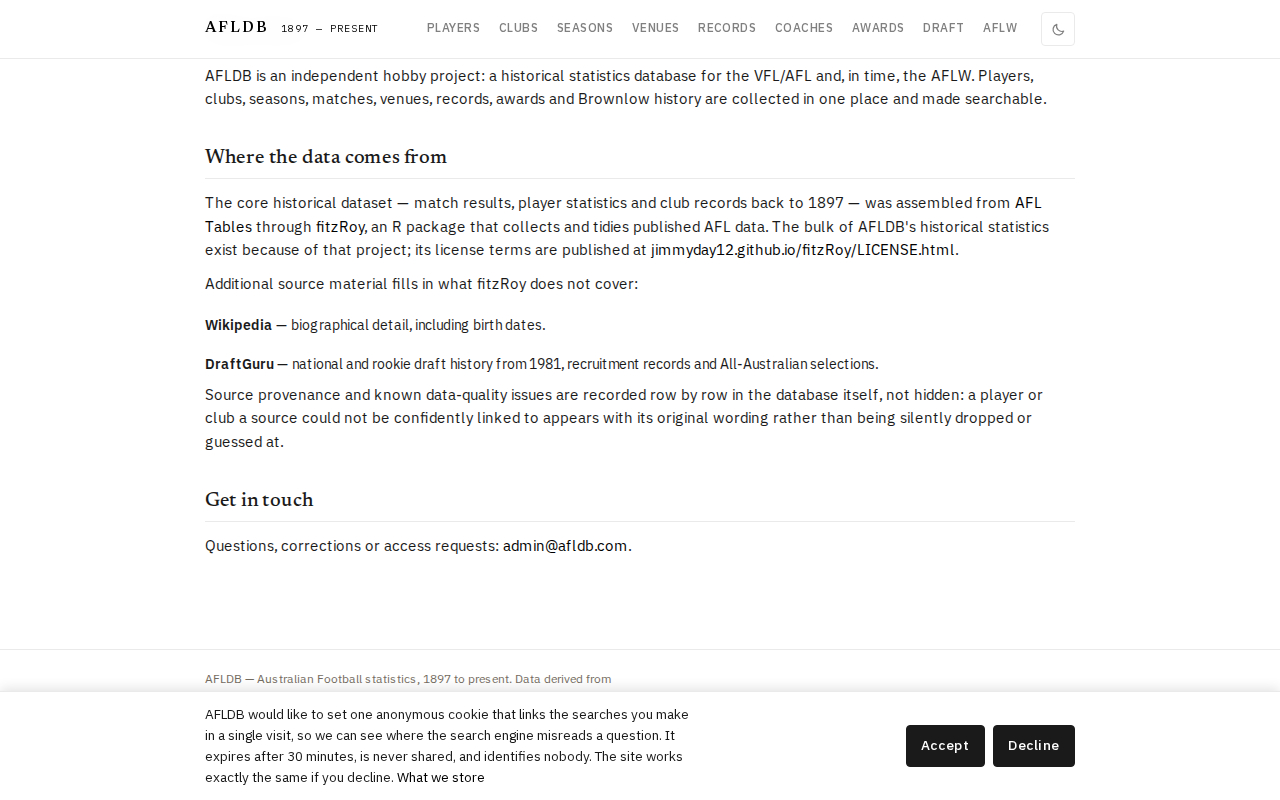 AFLDB 1897 — PRESENT PLAYERS CLUBS SEASONS VENUES RECORDS COACHES AWARDS DRAFT AFLW
AFLDB is an independent hobby project: a historical statistics database for the VFL/AFL and, in time, the AFLW. Players,
clubs, seasons, matches, venues, records, awards and Brownlow history are collected in one place and made searchable.
Where the data comes from
The core historical dataset — match results, player statistics and club records back to 1897 — was assembled from AFL
Tables through fitzRoy, an R package that collects and tidies published AFL data. The bulk of AFLDB's historical statistics
exist because of that project; its license terms are published at jimmyday12.github.io/fitzRoy/LICENSE.html.
Additional source material fills in what fitzRoy does not cover:
Wikipedia — biographical detail, including birth dates.
DraftGuru — national and rookie draft history from 1981, recruitment records and All-Australian selections.
Source provenance and known data-quality issues are recorded row by row in the database itself, not hidden: a player or
club a source could not be confidently linked to appears with its original wording rather than being silently dropped or
guessed at.
Get in touch
Questions, corrections or access requests: admin@afldb.com.
AFLDB — Australian Football statistics, 1897 to present. Data derived from
AFLDB would like to set one anonymous cookie that links the searches you make
in a single visit, so we can see where the search engine misreads a question. It
expires after 30 minutes, is never shared, and identifies nobody. The site works
exactly the same if you decline. What we store
Accept Decline